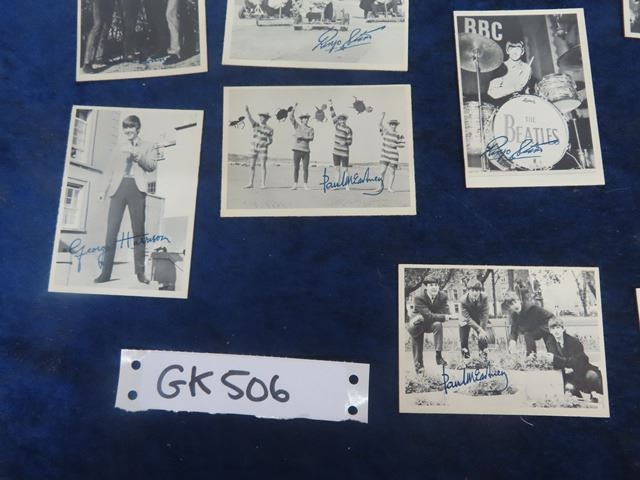 Ringo Starr
BBC
THE
BEATLES
Ringo Starr
Paul McCartney
George Harrison
Paul McCartney
GK506